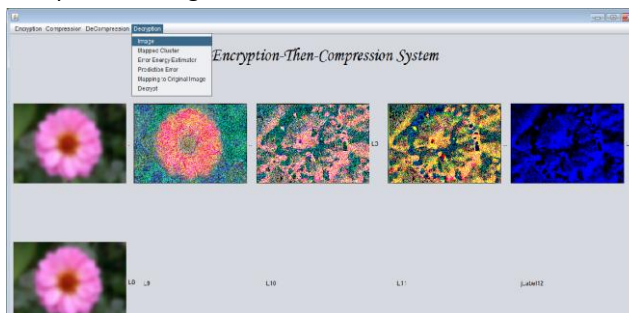 Encryption Compression DeCompression Decryption
Image
Mapped Cluster
Error Energy Estimator
Prediction Error
Mapping to Original Image
Decrypt
Encryption-Then-Compression System
L3
L8 L9 L10 L11 jLabel12